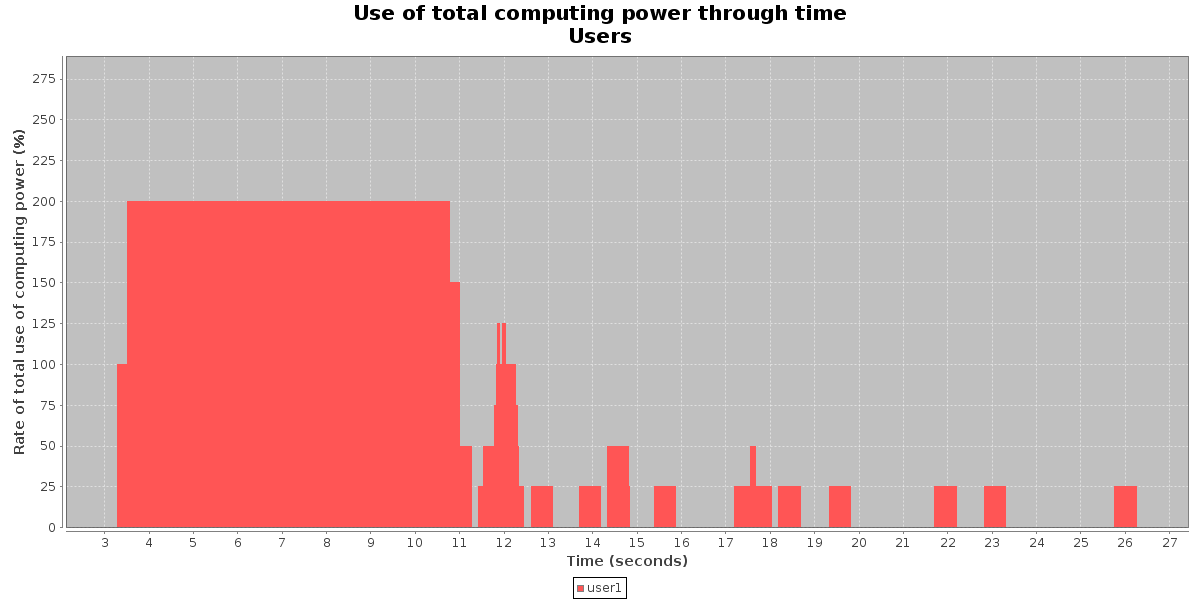 Use of total computing power through time
Users
Rate of total use of computing power (%)
275
250
225
200
175
150
125
100
75
50
25
0
3 4 5 6 7 8 9 10 11 12 13 14 15 16 17 18 19 20 21 22 23 24 25 26 27
Time (seconds)
user1